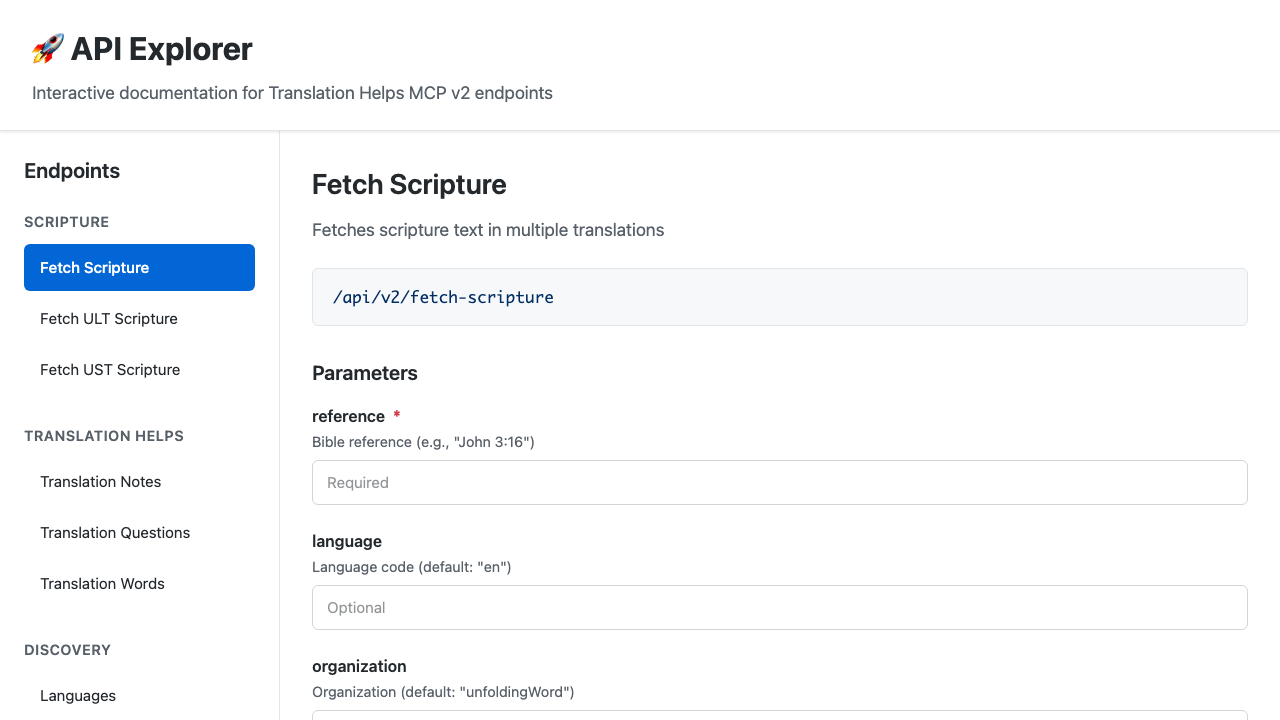 🚀 API Explorer
Interactive documentation for Translation Helps MCP v2 endpoints
Endpoints
SCRIPTURE
Fetch Scripture
Fetch ULT Scripture
Fetch UST Scripture
TRANSLATION HELPS
Translation Notes
Translation Questions
Translation Words
DISCOVERY
Languages
Fetch Scripture
Fetches scripture text in multiple translations
/api/v2/fetch-scripture
Parameters
reference *
Bible reference (e.g., "John 3:16")
Required
language
Language code (default: "en")
Optional
organization
Organization (default: "unfoldingWord")